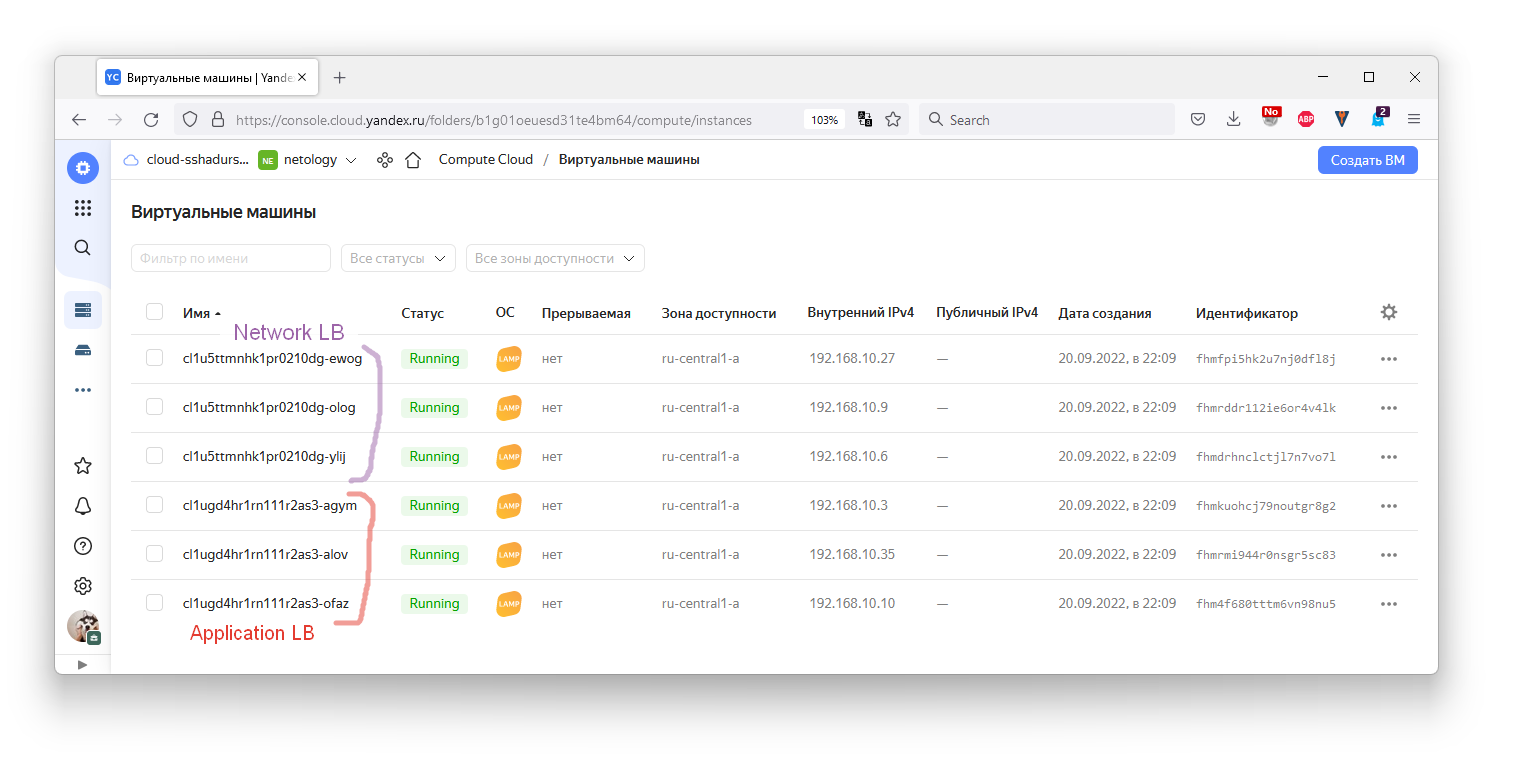 YC Виртуальные машины | Yande
https://console.cloud.yandex.ru/folders/b1g01oeuesd31te4bm64/compute/instances 103% Search No ABP 2
cloud-sshadurs... NE netology Compute Cloud / Виртуальные машины Создать ВМ
Виртуальные машины
Фильтр по имени Все статусы Все зоны доступности
Имя Статус ОС Прерываемая Зона доступности Внутренний IPv4 Публичный IPv4 Дата создания Идентификатор
Network LB
cl1u5ttmnhk1pr0210dg-ewog Running LAMP нет ru-central1-a 192.168.10.27 — 20.09.2022, в 22:09 fhmfpi5hk2u7nj0dfl8j
cl1u5ttmnhk1pr0210dg-olog Running LAMP нет ru-central1-a 192.168.10.9 — 20.09.2022, в 22:09 fhmrddr112ie6or4v4lk
cl1u5ttmnhk1pr0210dg-ylij Running LAMP нет ru-central1-a 192.168.10.6 — 20.09.2022, в 22:09 fhmdrhnclctjl7n7vo7l
cl1ugd4hr1rn111r2as3-agym Running LAMP нет ru-central1-a 192.168.10.3 — 20.09.2022, в 22:09 fhmkuohcj79noutgr8g2
cl1ugd4hr1rn111r2as3-alov Running LAMP нет ru-central1-a 192.168.10.35 — 20.09.2022, в 22:09 fhmrmi944r0nsgr5sc83
cl1ugd4hr1rn111r2as3-ofaz Running LAMP нет ru-central1-a 192.168.10.10 — 20.09.2022, в 22:09 fhm4f680tttm6vn98nu5
Application LB